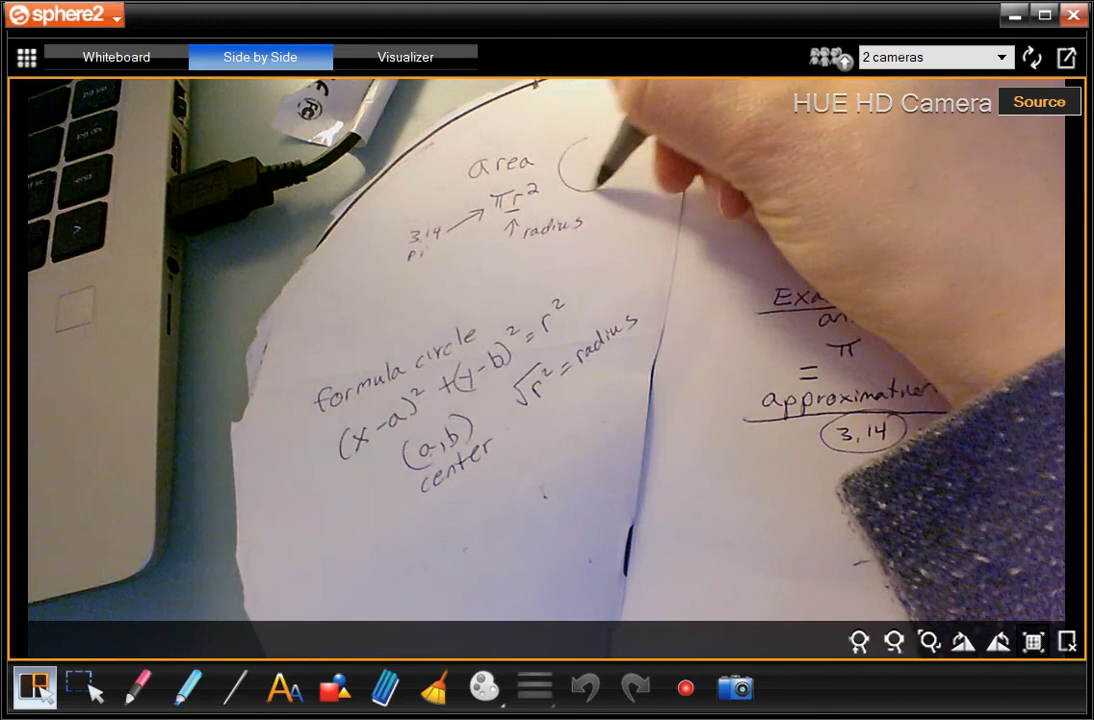 sphere2
Whiteboard
Side by Side
Visualizer
2 cameras
HUE HD Camera
Source
area
πr²
3,14
pi
radius
formula circle
(x-a)² + (y-b)² = r²
(a,b)
center
√r² = radius
π
=
approximation
3,14